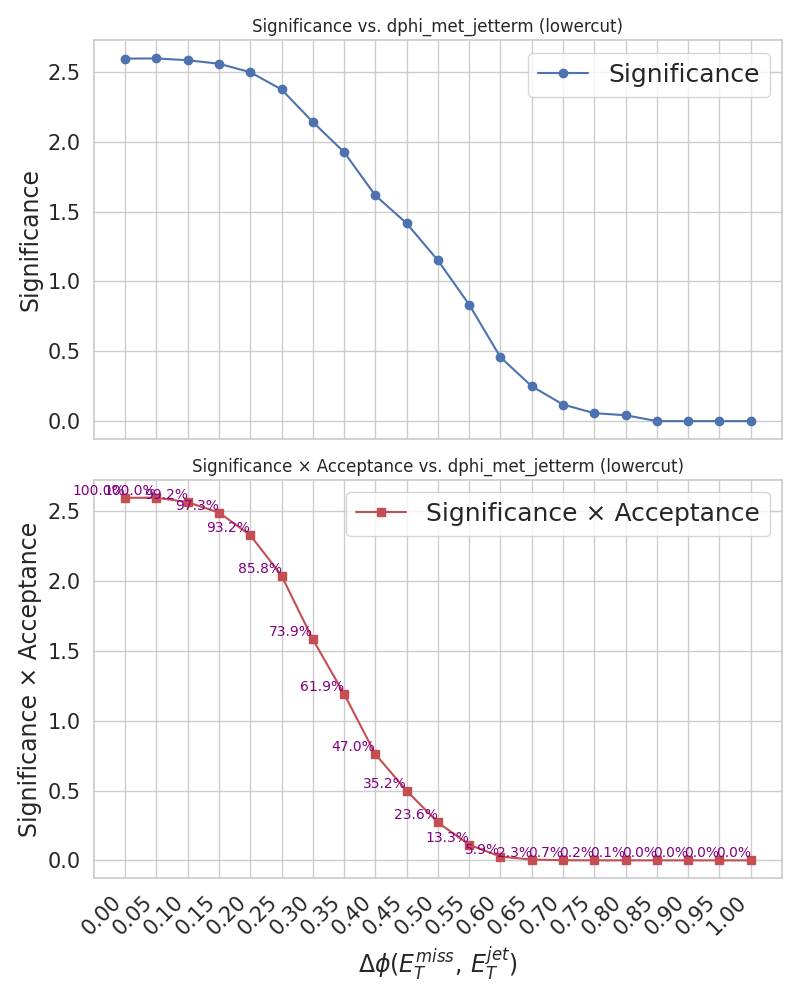 Significance vs. dphi_met_jetterm (lowercut)
Significance
2.5
2.0
1.5
1.0
0.5
0.0
Significance
Significance × Acceptance vs. dphi_met_jetterm (lowercut)
Significance × Acceptance
2.5
2.0
1.5
1.0
0.5
0.0
Significance × Acceptance
100.0% 100.0% 99.2% 97.3% 93.2% 85.8% 73.9% 61.9% 47.0% 35.2% 23.6% 13.3% 5.9% 2.3% 0.7% 0.2% 0.1% 0.0% 0.0% 0.0% 0.0%
0.00 0.05 0.10 0.15 0.20 0.25 0.30 0.35 0.40 0.45 0.50 0.55 0.60 0.65 0.70 0.75 0.80 0.85 0.90 0.95 1.00
Δϕ(E_T^miss, E_T^jet)